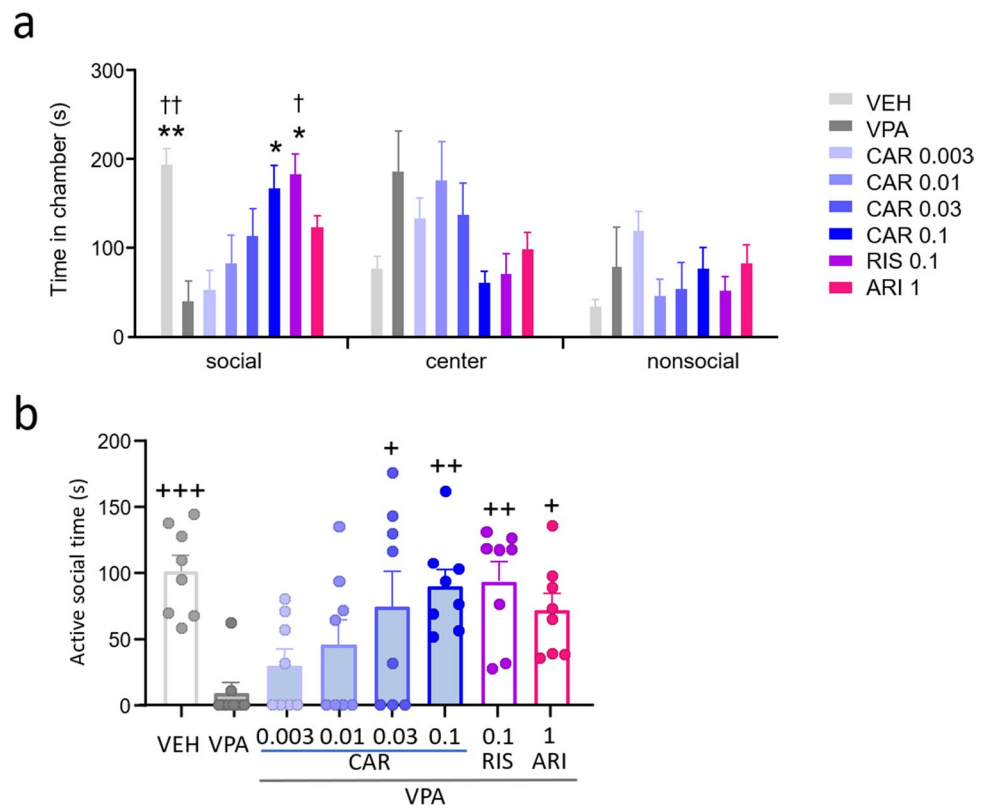 a
Time in chamber (s)
300
200
100
0
††
**
*
†
*
social
center
nonsocial
VEH
VPA
CAR 0.003
CAR 0.01
CAR 0.03
CAR 0.1
RIS 0.1
ARI 1
b
Active social time (s)
200
150
100
50
0
+++
+
++
++
+
VEH VPA 0.003 0.01 0.03 0.1 0.1 1
CAR RIS ARI
VPA